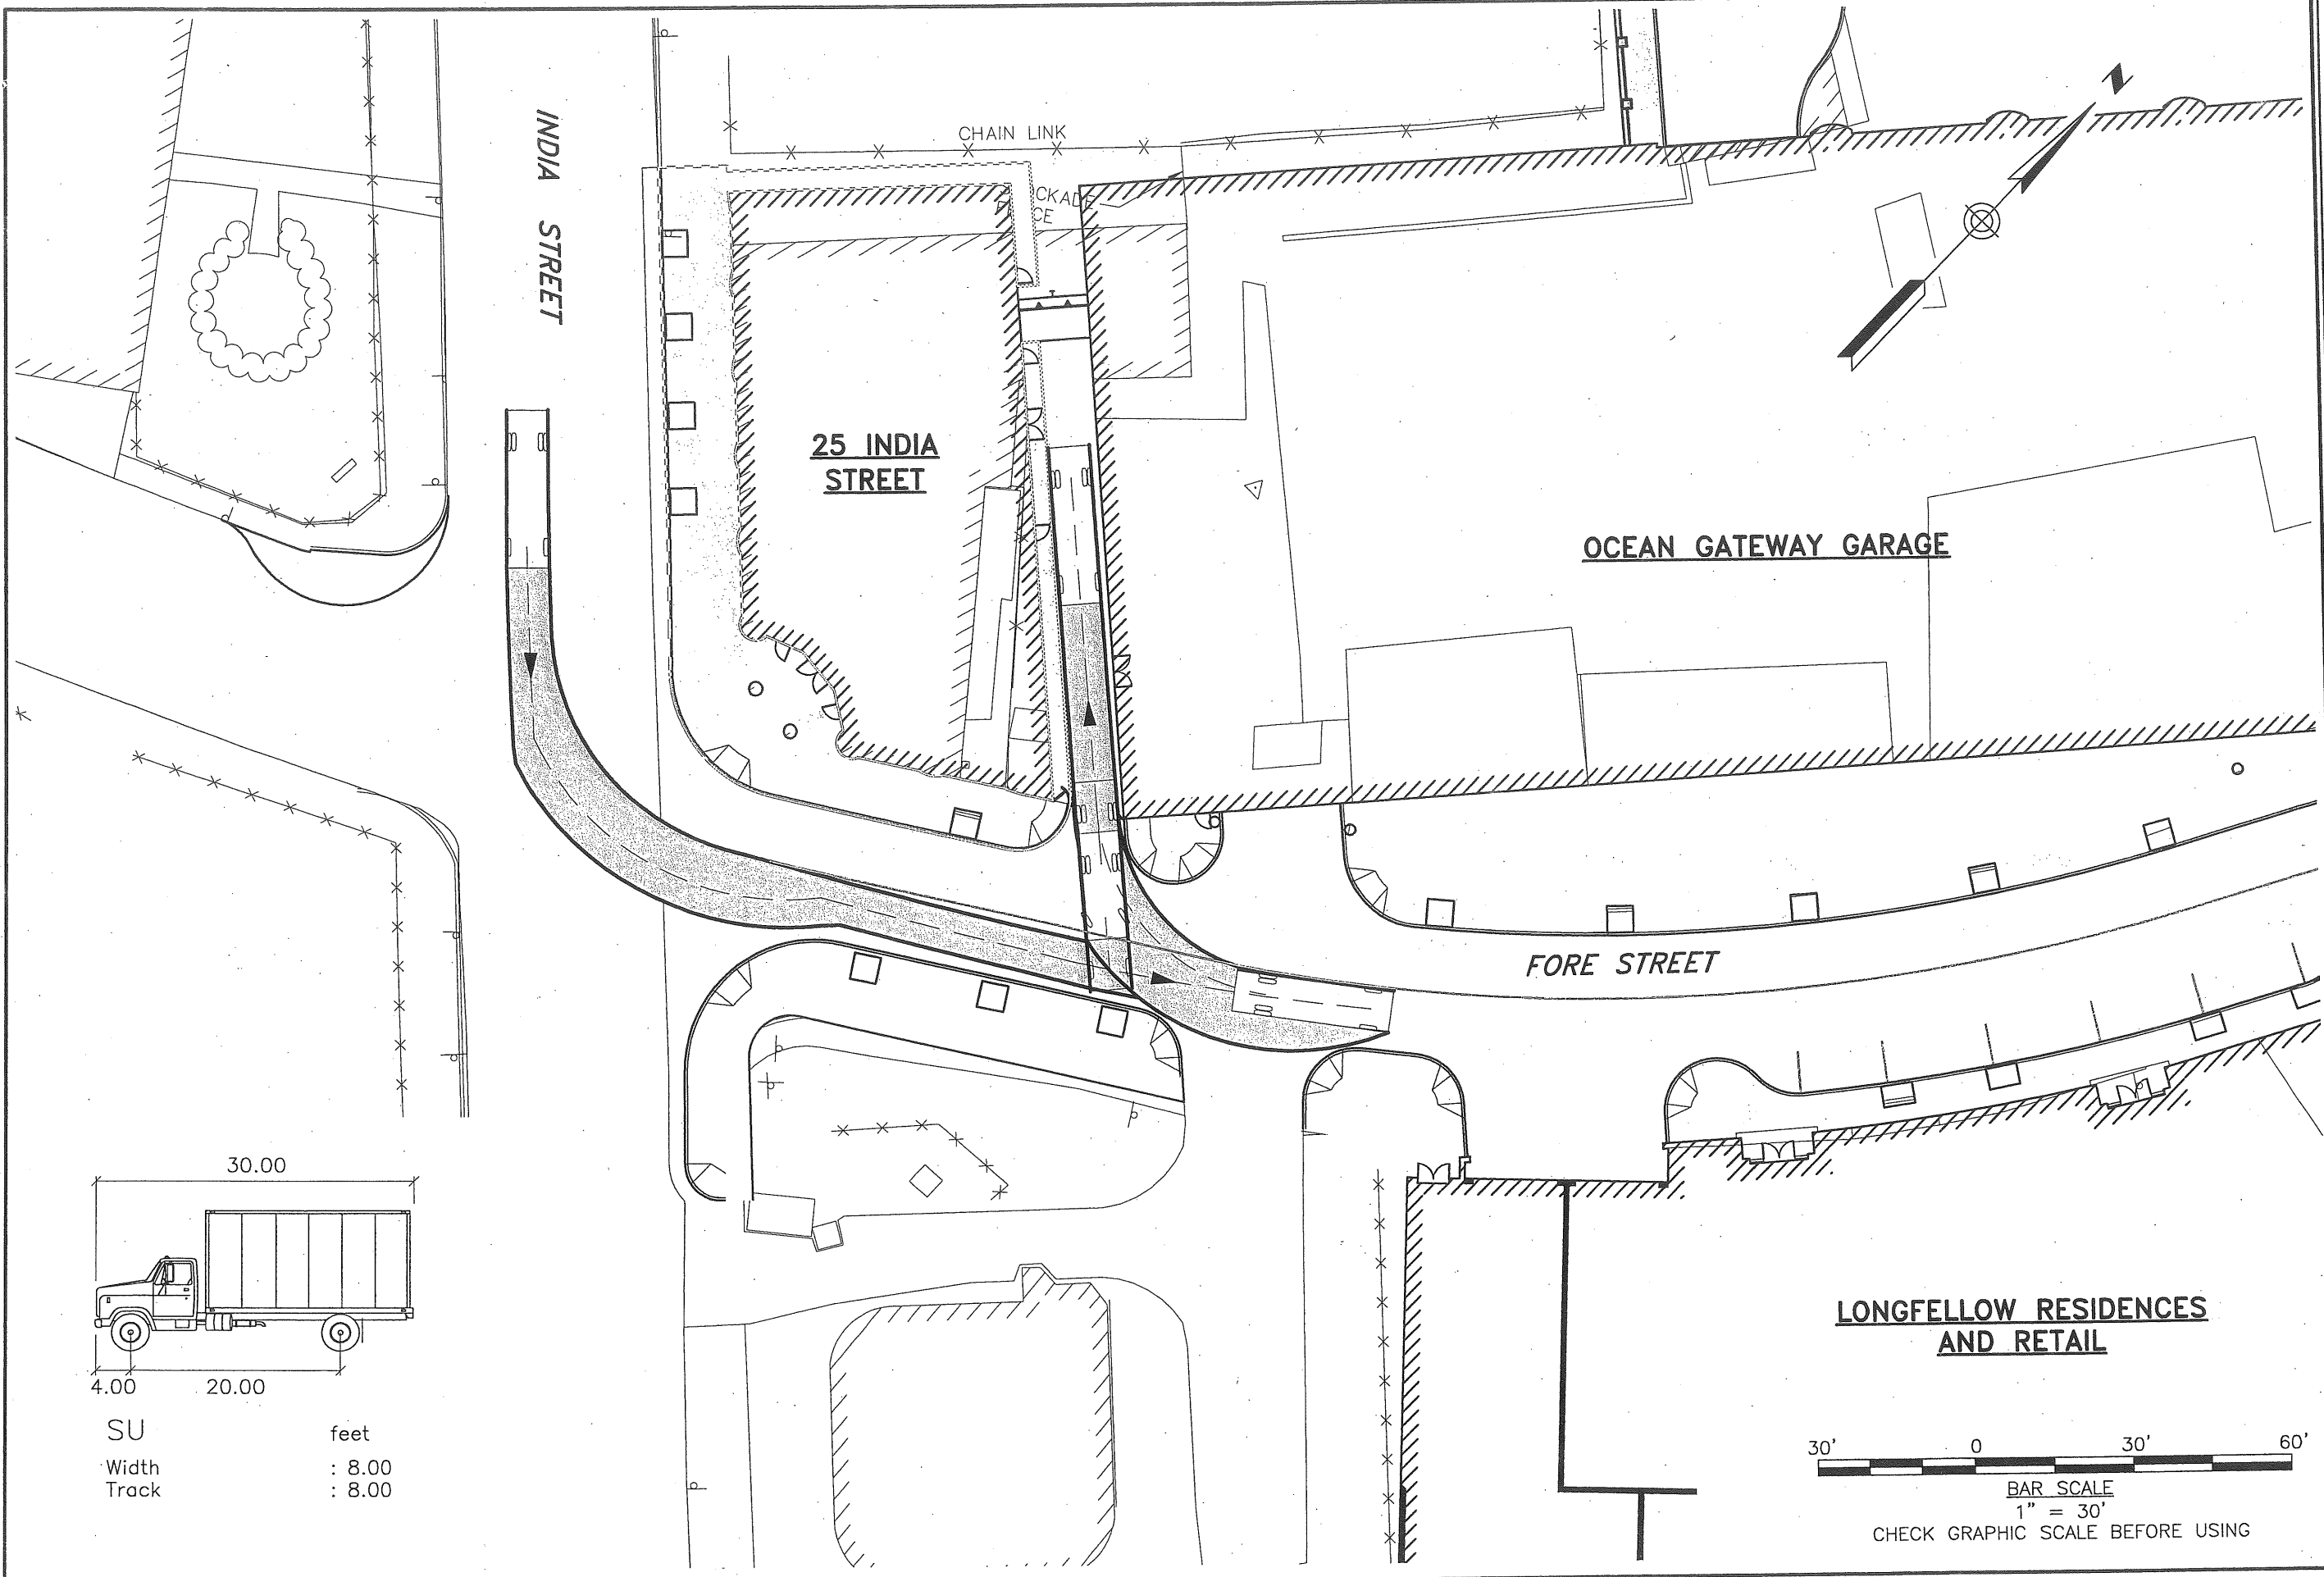 INDIA STREET
CHAIN LINK
CKADE
CE
N
25 INDIA
STREET
OCEAN GATEWAY GARAGE
FORE STREET
30.00
4.00 20.00
SU feet
Width : 8.00
Track : 8.00
LONGFELLOW RESIDENCES
AND RETAIL
30' 0 30' 60'
BAR SCALE
1" = 30'
CHECK GRAPHIC SCALE BEFORE USING